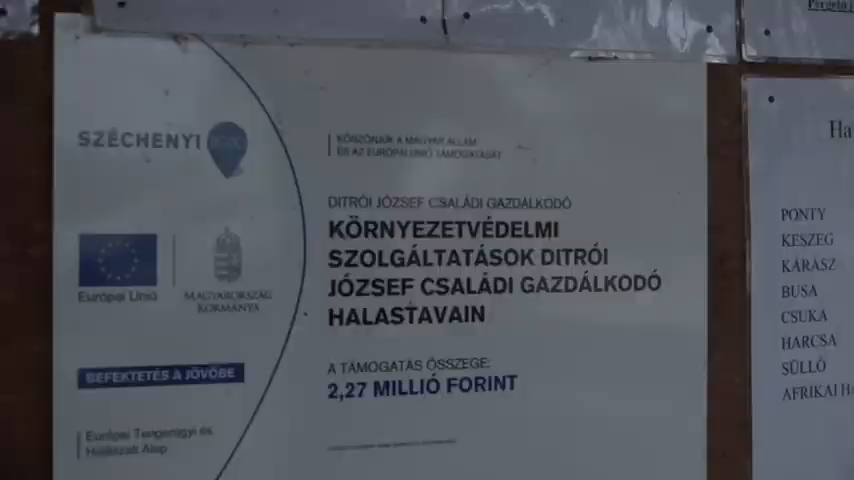 SZÉCHENYI 2020
KÖSZÖNJÜK A MAGYAR ÁLLAM
ÉS AZ EURÓPAI UNIÓ TÁMOGATÁSÁT
DITRÓI JÓZSEF CSALÁDI GAZDÁLKODÓ
KÖRNYEZETVÉDELMI
SZOLGÁLTATÁSOK DITRÓI
JÓZSEF CSALÁDI GAZDÁLKODÓ
HALASTAVAIN
Európai Unió
MAGYARORSZÁG
KORMÁNYA
A TÁMOGATÁS ÖSSZEGE:
2,27 MILLIÓ FORINT
BEFEKTETÉS A JÖVŐBE
Európai Tengerügyi és
Halászati Alap
Ha
PONTY
KESZEG
KÁRÁSZ
BUSA
CSUKA
HARCSA
SÜLLŐ
AFRIKAI HA